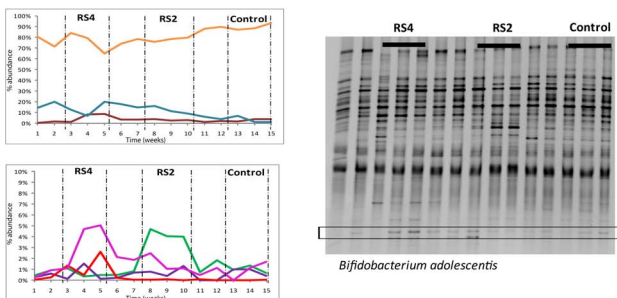 RS4 RS2 Control
100%
90%
80%
70%
60%
50%
40%
30%
20%
10%
0%
% abundance
1 2 3 4 5 6 7 8 9 10 11 12 13 14 15
Time (weeks)
RS4 RS2 Control
10%
9%
8%
7%
6%
5%
4%
3%
2%
1%
0%
% abundance
1 2 3 4 5 6 7 8 9 10 11 12 13 14 15
Time (weeks)
RS4 RS2 Control
Bifidobacterium adolescentis